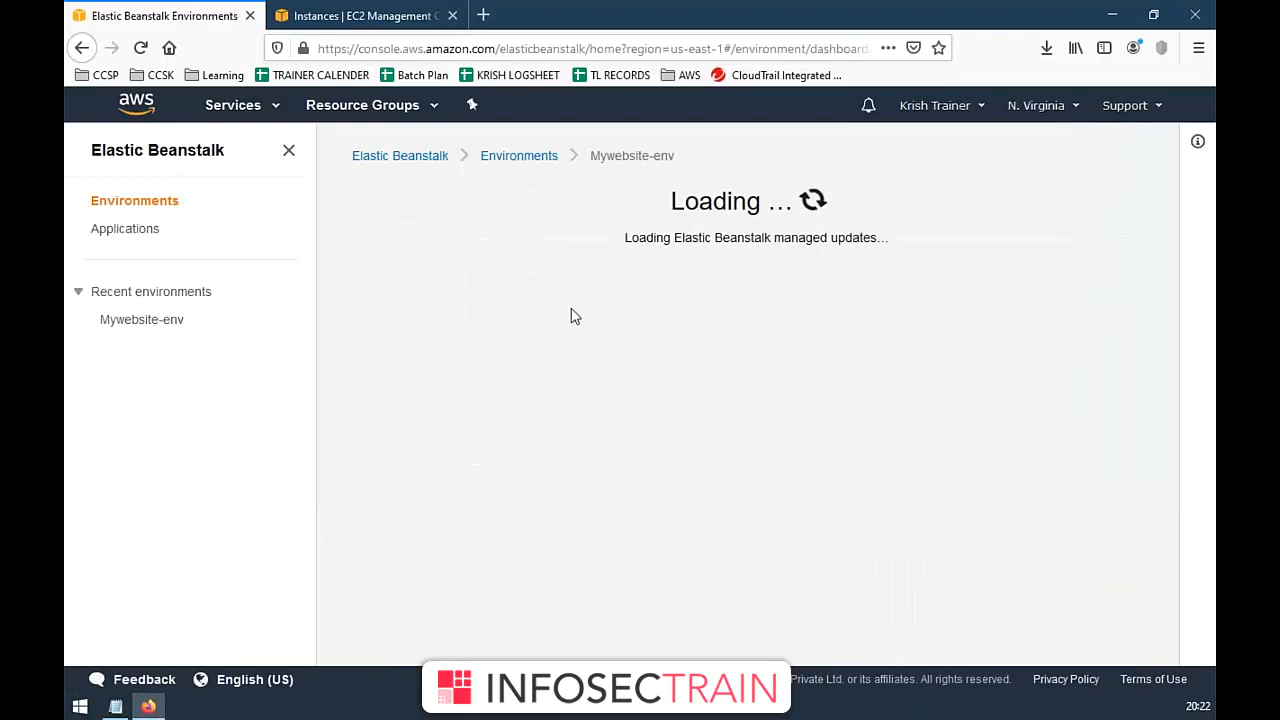 Elastic Beanstalk Environments
Instances | EC2 Management C
https://console.aws.amazon.com/elasticbeanstalk/home?region=us-east-1#/environment/dashboard
CCSP
CCSK
Learning
TRAINER CALENDER
Batch Plan
KRISH LOGSHEET
TL RECORDS
AWS
CloudTrail Integrated ...
aws
Services
Resource Groups
Krish Trainer
N. Virginia
Support
Elastic Beanstalk
Environments
Applications
Recent environments
Mywebsite-env
Elastic Beanstalk
Environments
Mywebsite-env
Loading ...
Loading Elastic Beanstalk managed updates...
Feedback
English (US)
INFOSECTRAIN
Private Ltd. or its affiliates. All rights reserved.
Privacy Policy
Terms of Use
20:22